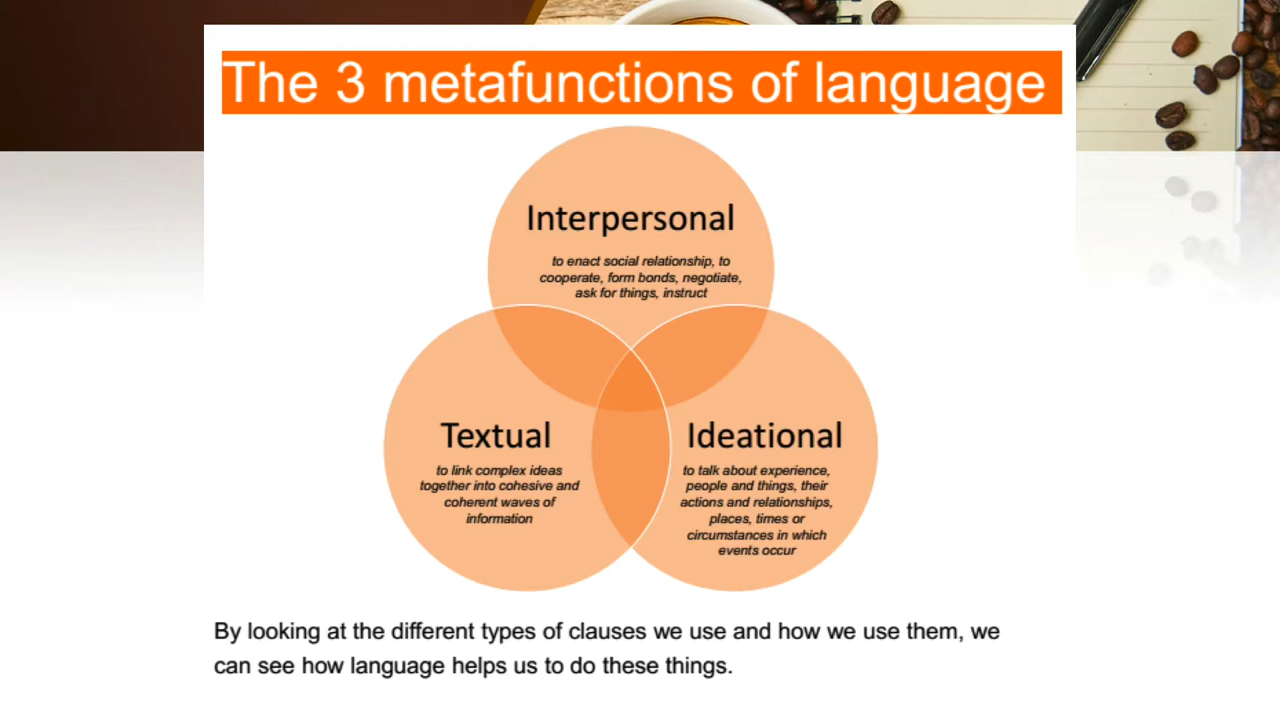 The 3 metafunctions of language
Interpersonal
to enact social relationship, to
cooperate, form bonds, negotiate,
ask for things, instruct
Textual
to link complex ideas
together into cohesive and
coherent waves of
information
Ideational
to talk about experience,
people and things, their
actions and relationships,
places, times or
circumstances in which
events occur
By looking at the different types of clauses we use and how we use them, we
can see how language helps us to do these things.